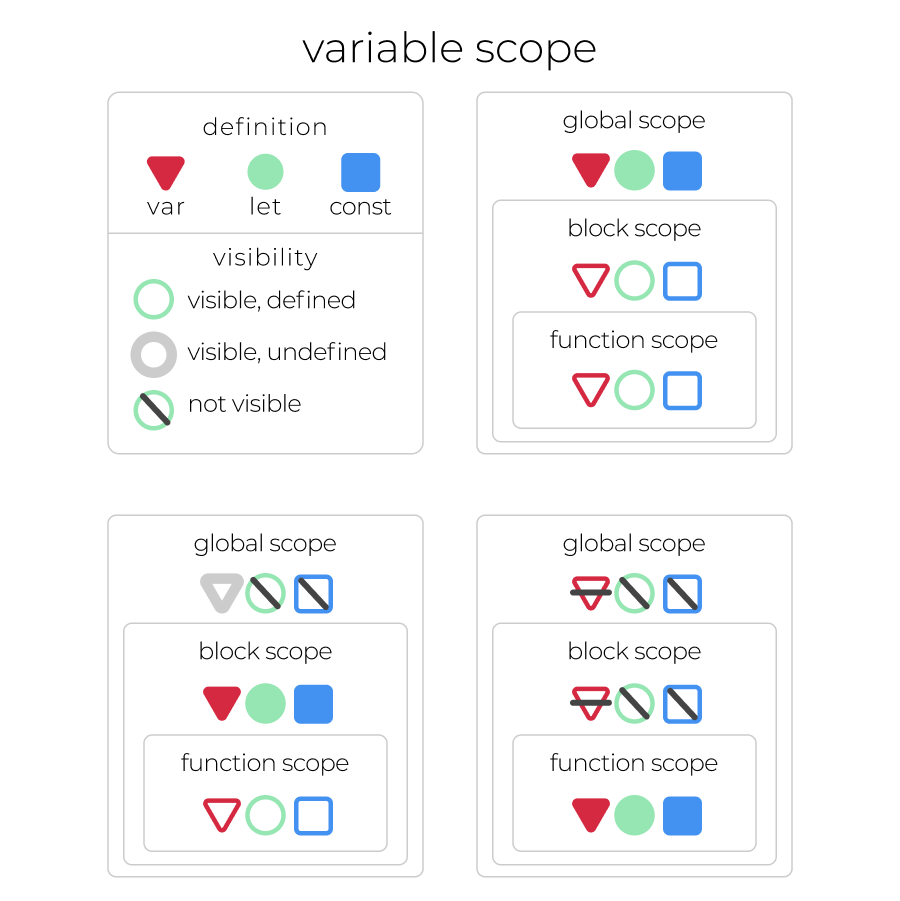 variable scope
definition
var let const
visibility
visible, defined
visible, undefined
not visible
global scope
block scope
function scope
global scope
block scope
function scope
global scope
block scope
function scope